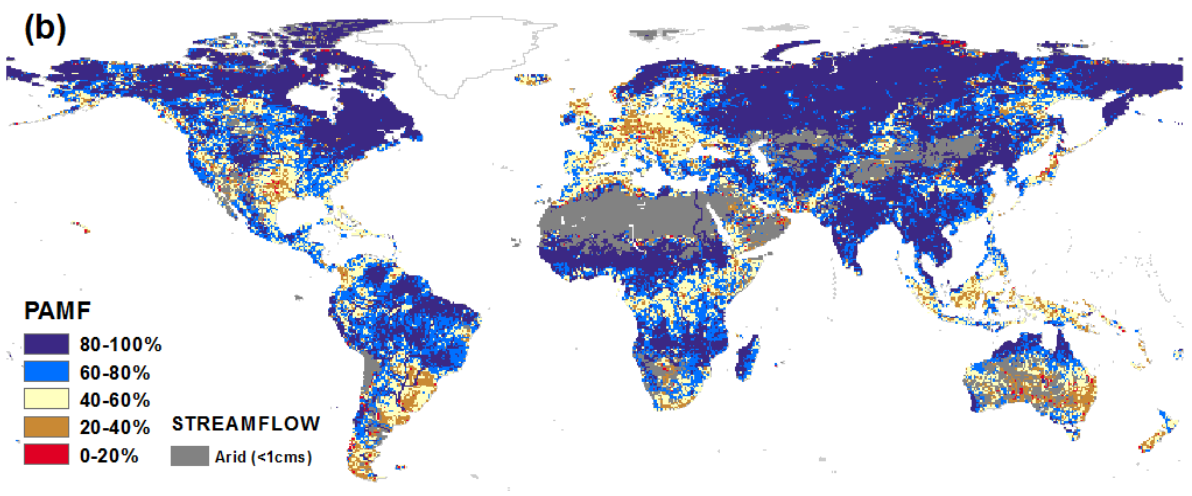 (b)
PAMF
80-100%
60-80%
40-60%
20-40%
0-20%
STREAMFLOW
Arid (<1cms)